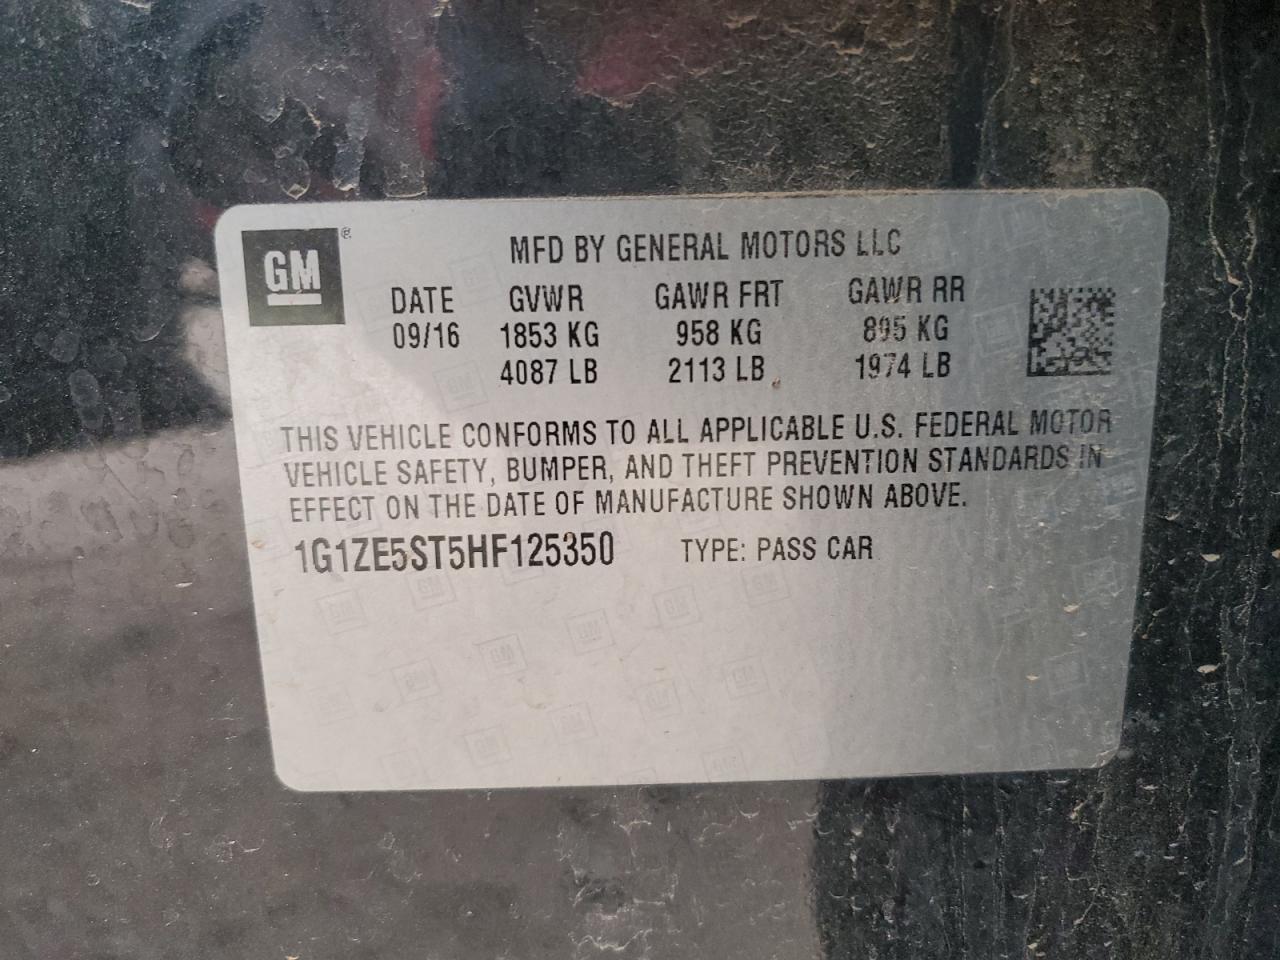 GM®
MFD BY GENERAL MOTORS LLC
DATE GVWR GAWR FRT GAWR RR
09/16 1853 KG 958 KG 895 KG
4087 LB 2113 LB 1974 LB
THIS VEHICLE CONFORMS TO ALL APPLICABLE U.S. FEDERAL MOTOR
VEHICLE SAFETY, BUMPER, AND THEFT PREVENTION STANDARDS IN
EFFECT ON THE DATE OF MANUFACTURE SHOWN ABOVE.
1G1ZE5ST5HF125350 TYPE: PASS CAR